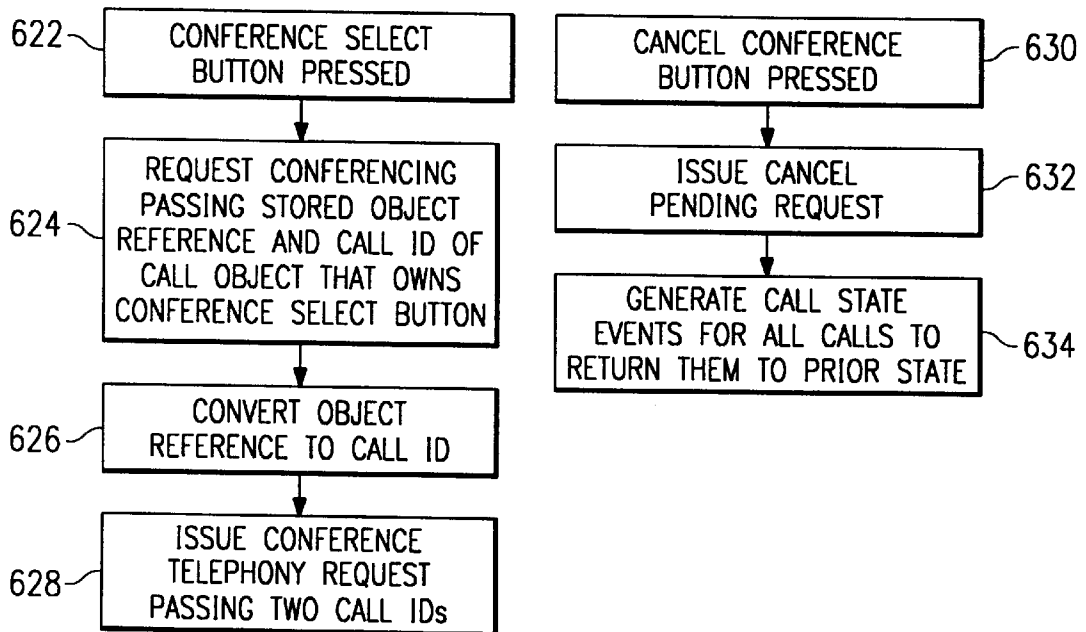 622
CONFERENCE SELECT
BUTTON PRESSED
624
REQUEST CONFERENCING
PASSING STORED OBJECT
REFERENCE AND CALL ID OF
CALL OBJECT THAT OWNS
CONFERENCE SELECT BUTTON
626
CONVERT OBJECT
REFERENCE TO CALL ID
628
ISSUE CONFERENCE
TELEPHONY REQUEST
PASSING TWO CALL IDs
CANCEL CONFERENCE
BUTTON PRESSED
630
ISSUE CANCEL
PENDING REQUEST
632
GENERATE CALL STATE
EVENTS FOR ALL CALLS TO
RETURN THEM TO PRIOR STATE
634